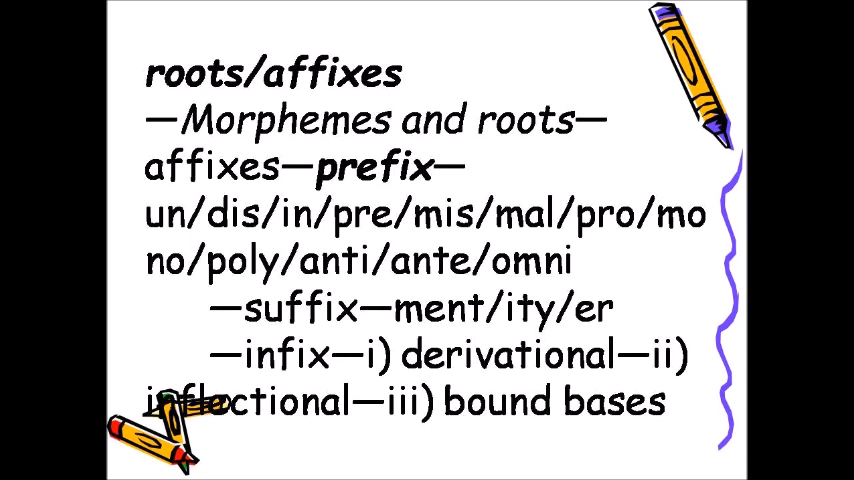 roots/affixes
—Morphemes and roots—
affixes—prefix—
un/dis/in/pre/mis/mal/pro/mo
no/poly/anti/ante/omni
—suffix—ment/ity/er
—infix—i) derivational—ii)
inflectional—iii) bound bases